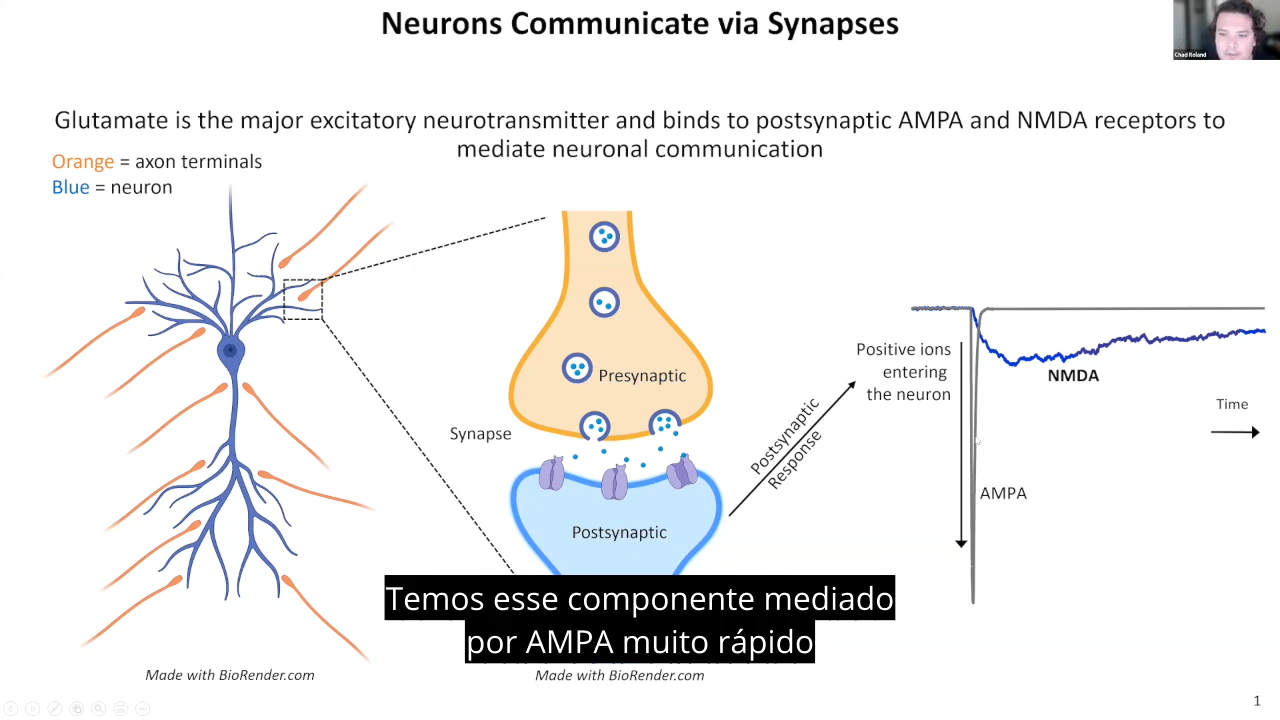 Neurons Communicate via Synapses
Chad Roland
Glutamate is the major excitatory neurotransmitter and binds to postsynaptic AMPA and NMDA receptors to
mediate neuronal communication
Orange = axon terminals
Blue = neuron
Presynaptic
Synapse
Postsynaptic
Postsynaptic
Response
Positive ions
entering
the neuron
NMDA
Time
AMPA
Temos esse componente mediado
por AMPA muito rápido
Made with BioRender.com
Made with BioRender.com
1